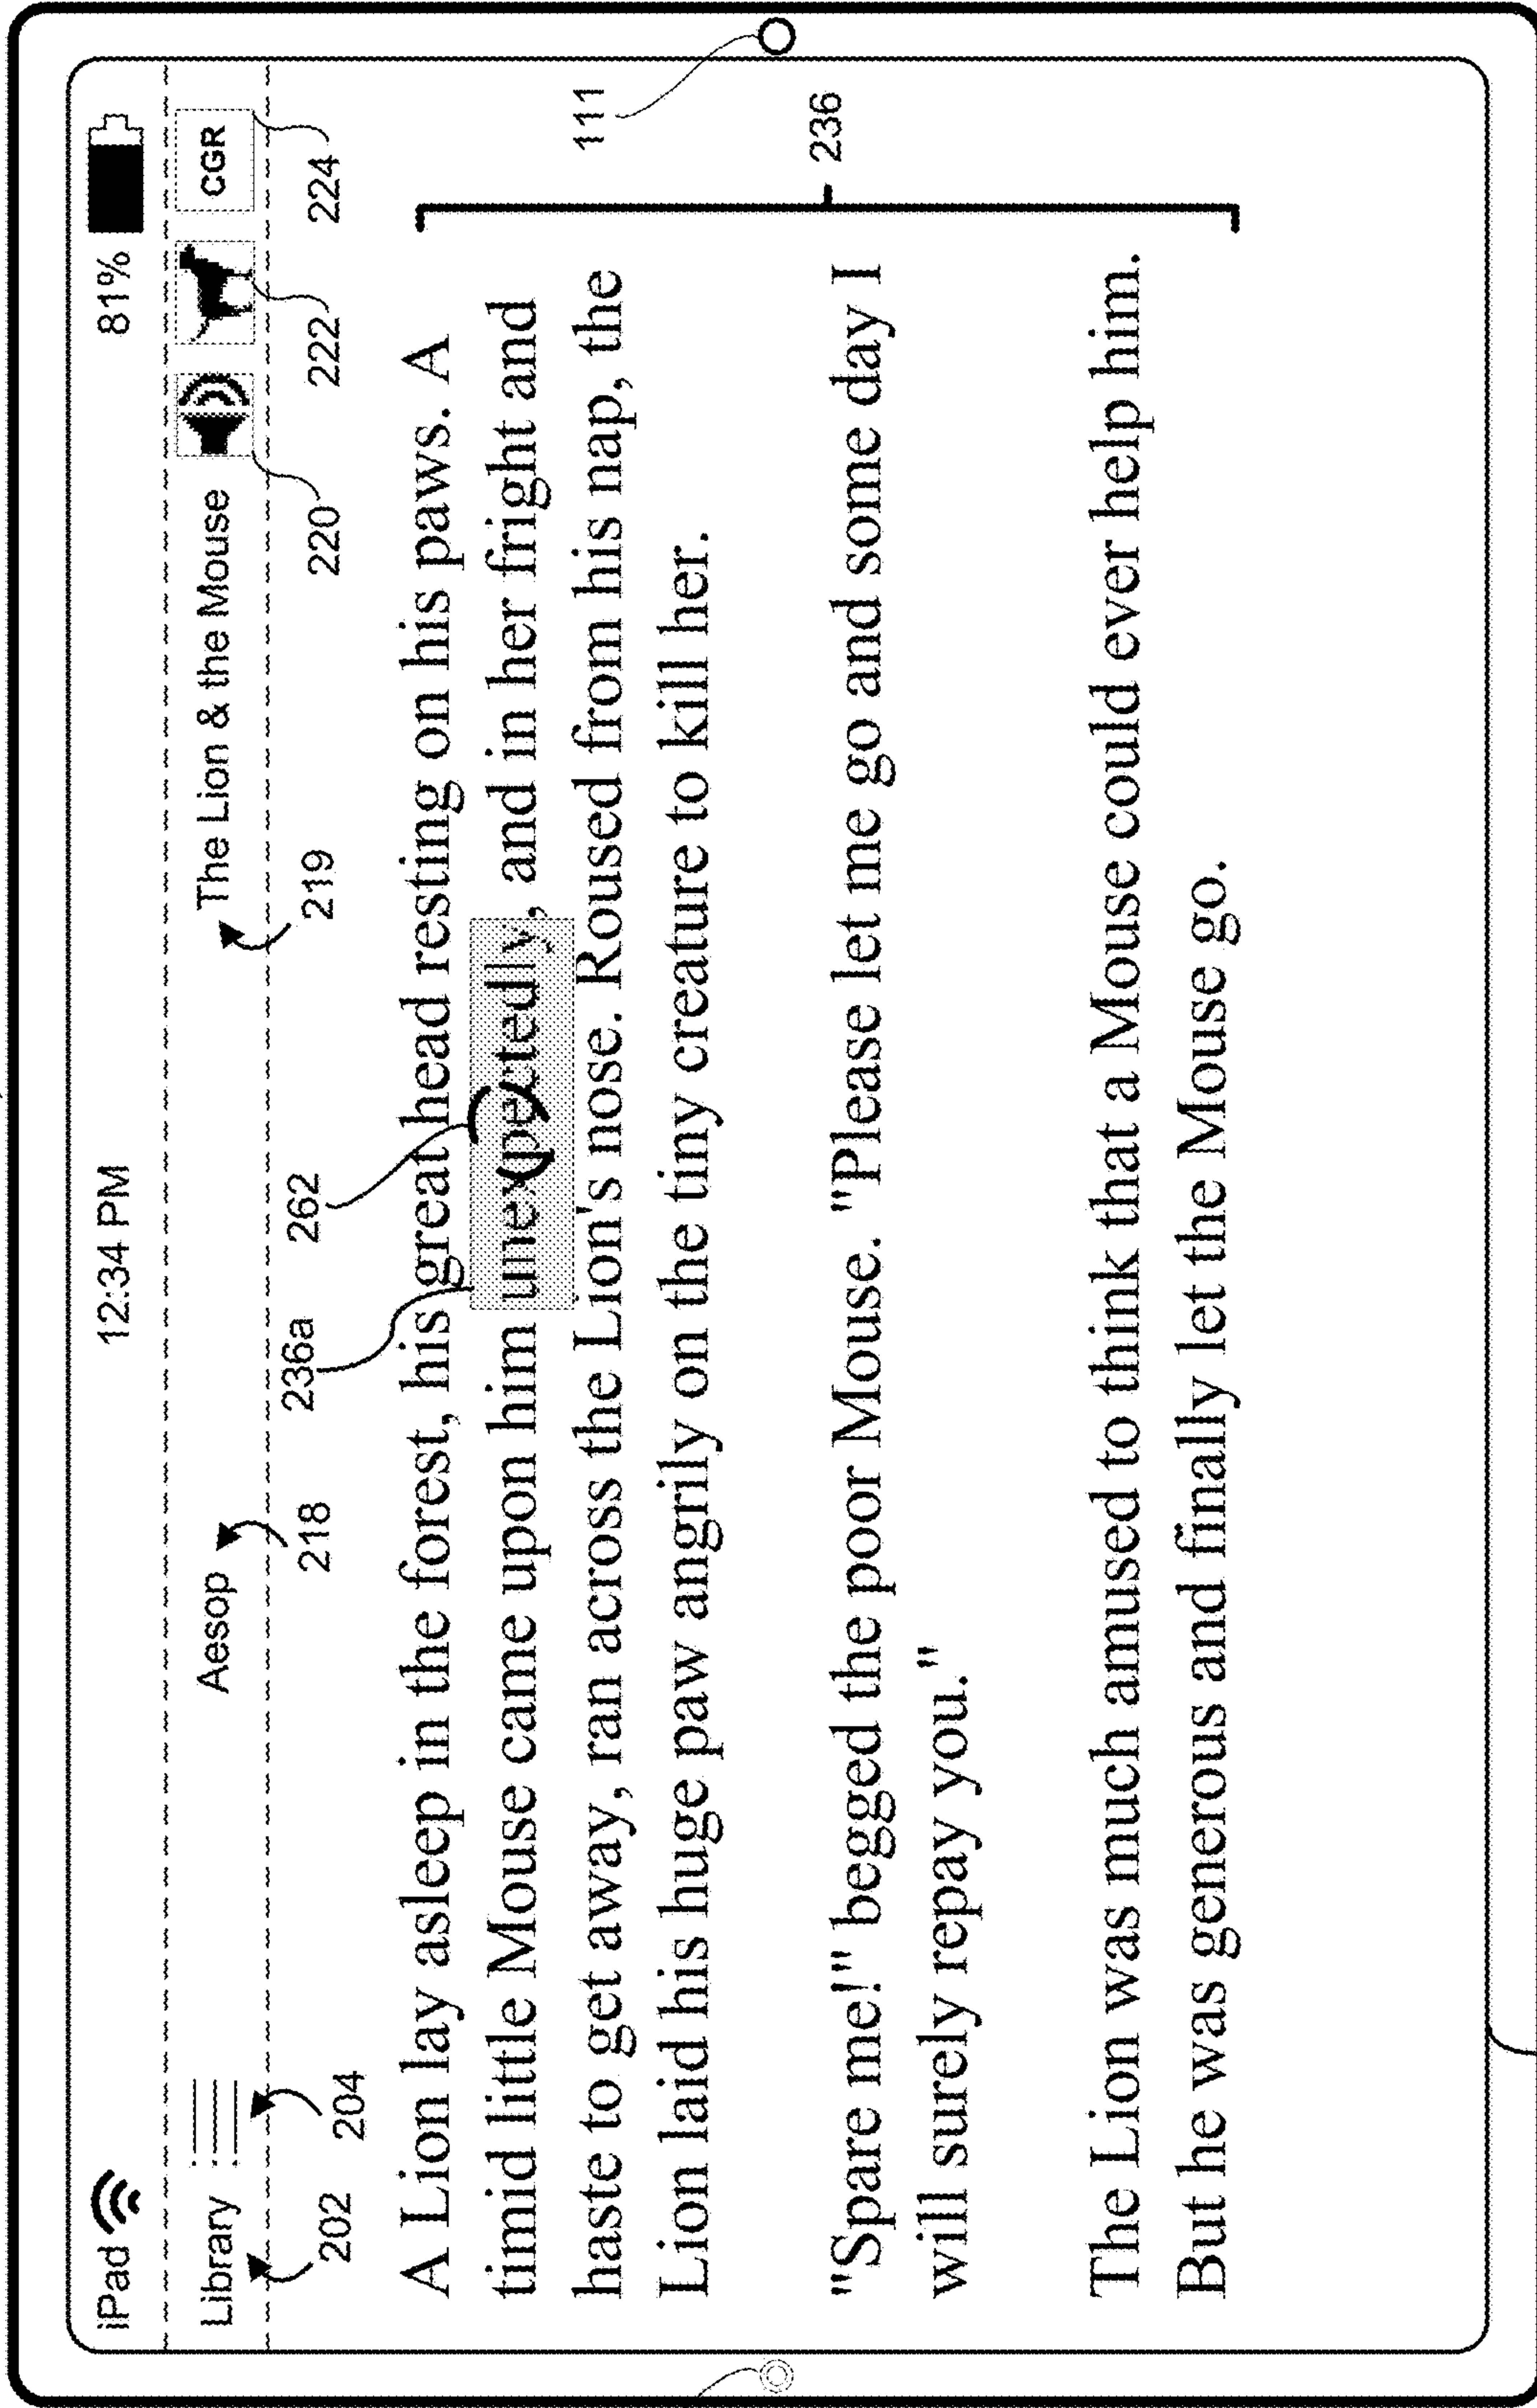 iPad 12:34 PM 81%
Library Aesop The Lion & the Mouse CGR
202 204 218 236a 262 219 220 222 224
A Lion lay asleep in the forest, his great head resting on his paws. A
timid little Mouse came upon him unexpectedly, and in her fright and
haste to get away, ran across the Lion's nose. Roused from his nap, the
Lion laid his huge paw angrily on the tiny creature to kill her.
111
236
"Spare me!" begged the poor Mouse. "Please let me go and some day I
will surely repay you."
The Lion was much amused to think that a Mouse could ever help him.
But he was generous and finally let the Mouse go.